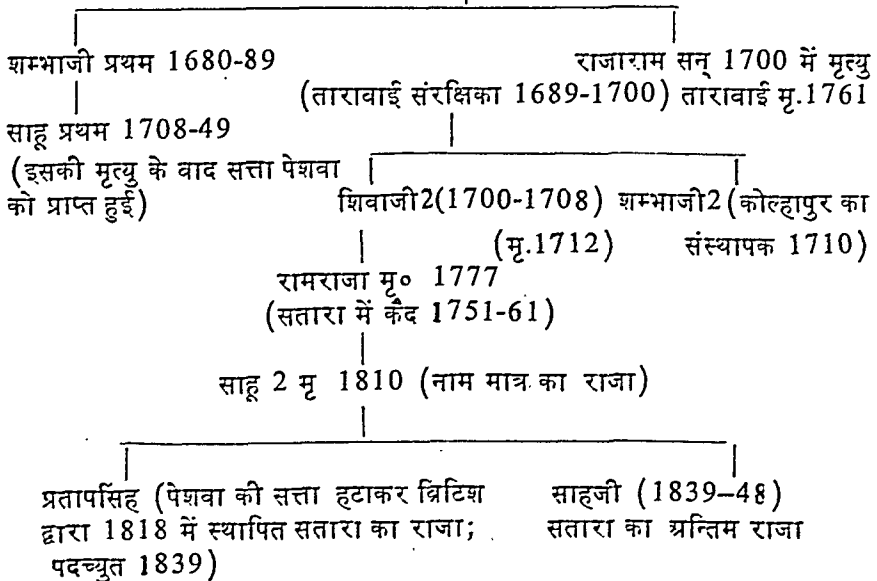 शम्भाजी प्रथम 1680-89 राजाराम सन् 1700 में मृत्यु
(तारावाई संरक्षिका 1689-1700) तारावाई मृ.1761
साहू प्रथम 1708-49
(इसकी मृत्यु के वाद सत्ता पेशवा
को प्राप्त हुई) शिवाजी2(1700-1708) शम्भाजी2(कोल्हापुर का
(मृ.1712) संस्थापक 1710)
रामराजा मृ० 1777
(सतारा में कैद 1751-61)
साहू 2 मृ 1810 (नाम मात्र का राजा)
प्रतापसिंह (पेशवा की सत्ता हटाकर ब्रिटिश साहजी (1839–48)
द्वारा 1818 में स्थापित सतारा का राजा; सतारा का अन्तिम राजा
पदच्युत 1839)